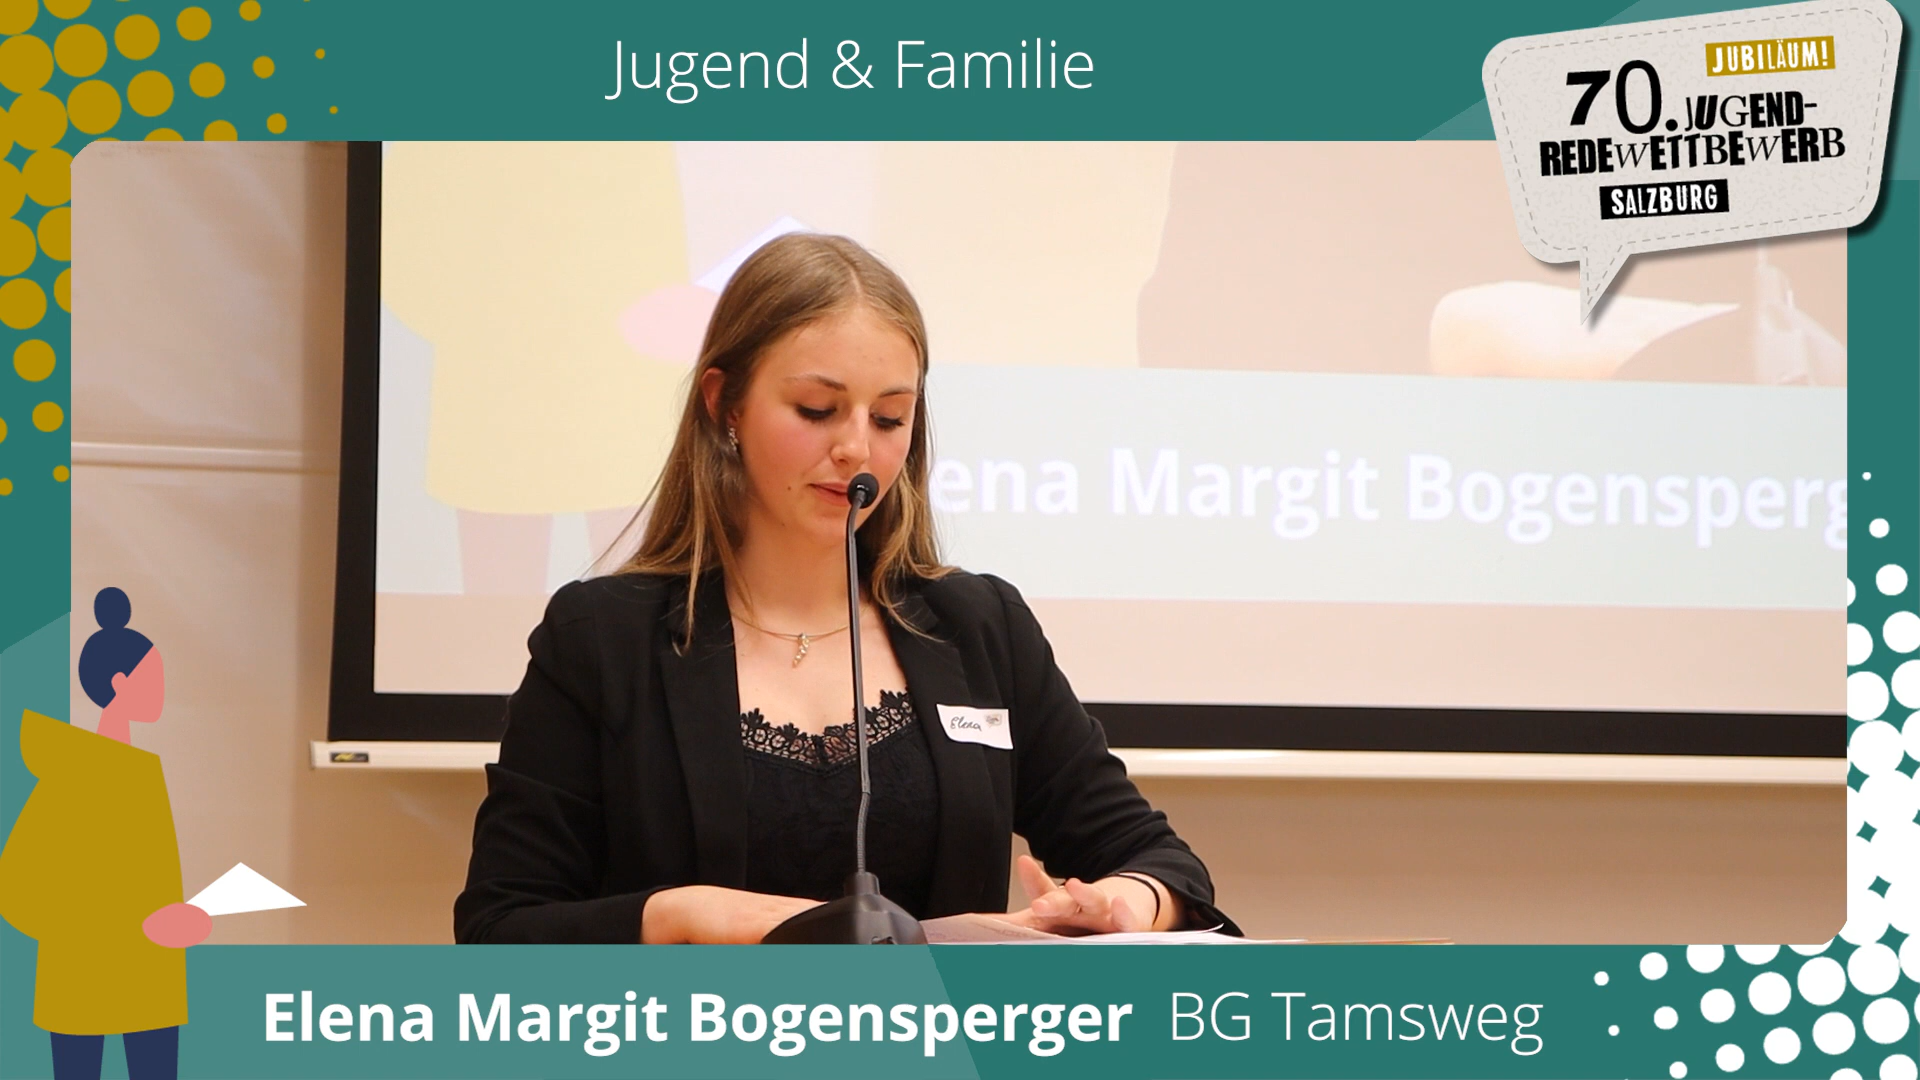 Jugend & Familie
JUBILÄUM!
70. JUGEND-
REDEWETTBEWERB
SALZBURG
ena Margit Bogensperg
Elena
Elena Margit Bogensperger BG Tamsweg